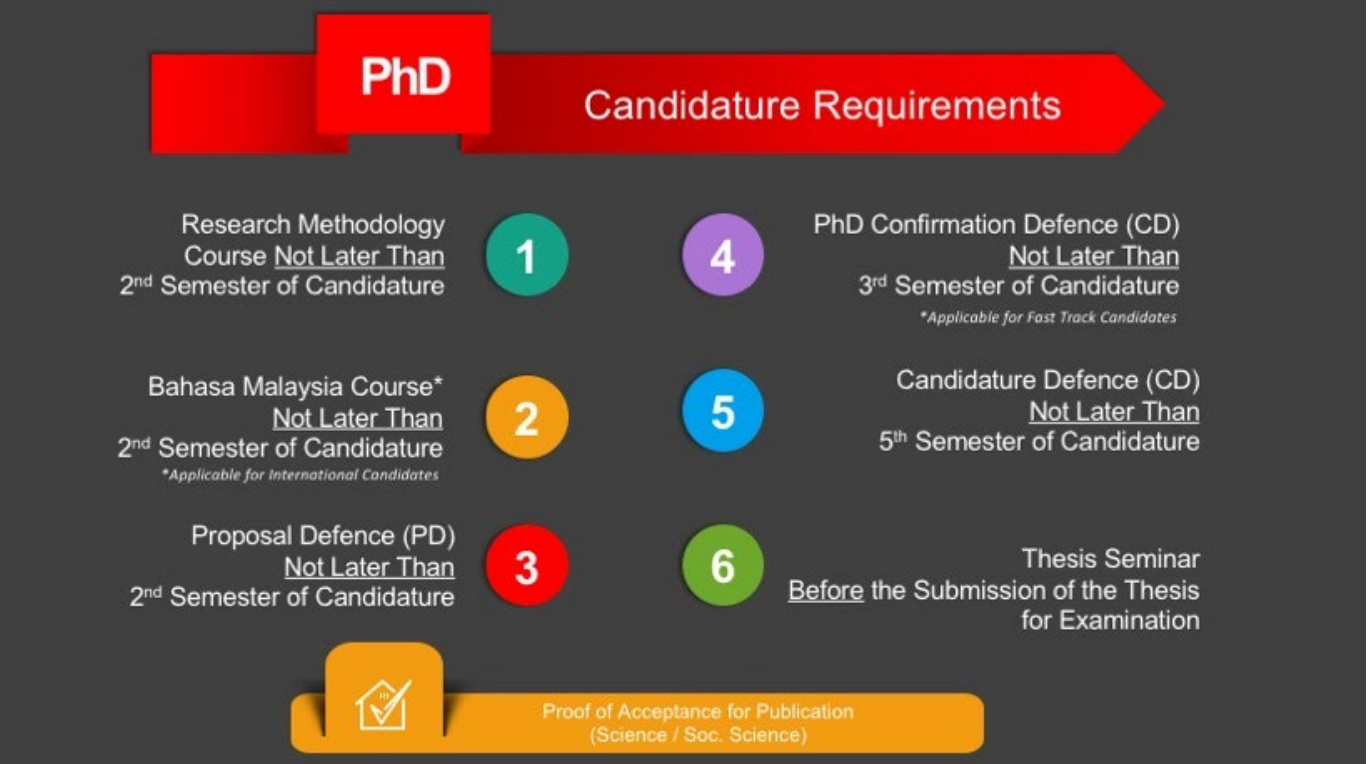 PhD
Candidature Requirements
Research Methodology
Course Not Later Than
2nd Semester of Candidature
1
Bahasa Malaysia Course*
Not Later Than
2nd Semester of Candidature
*Applicable for International Candidates
2
Proposal Defence (PD)
Not Later Than
2nd Semester of Candidature
3
4
PhD Confirmation Defence (CD)
Not Later Than
3rd Semester of Candidature
*Applicable for Fast Track Candidates
5
Candidature Defence (CD)
Not Later Than
5th Semester of Candidature
6
Thesis Seminar
Before the Submission of the Thesis
for Examination
Proof of Acceptance for Publication
(Science / Soc. Science)